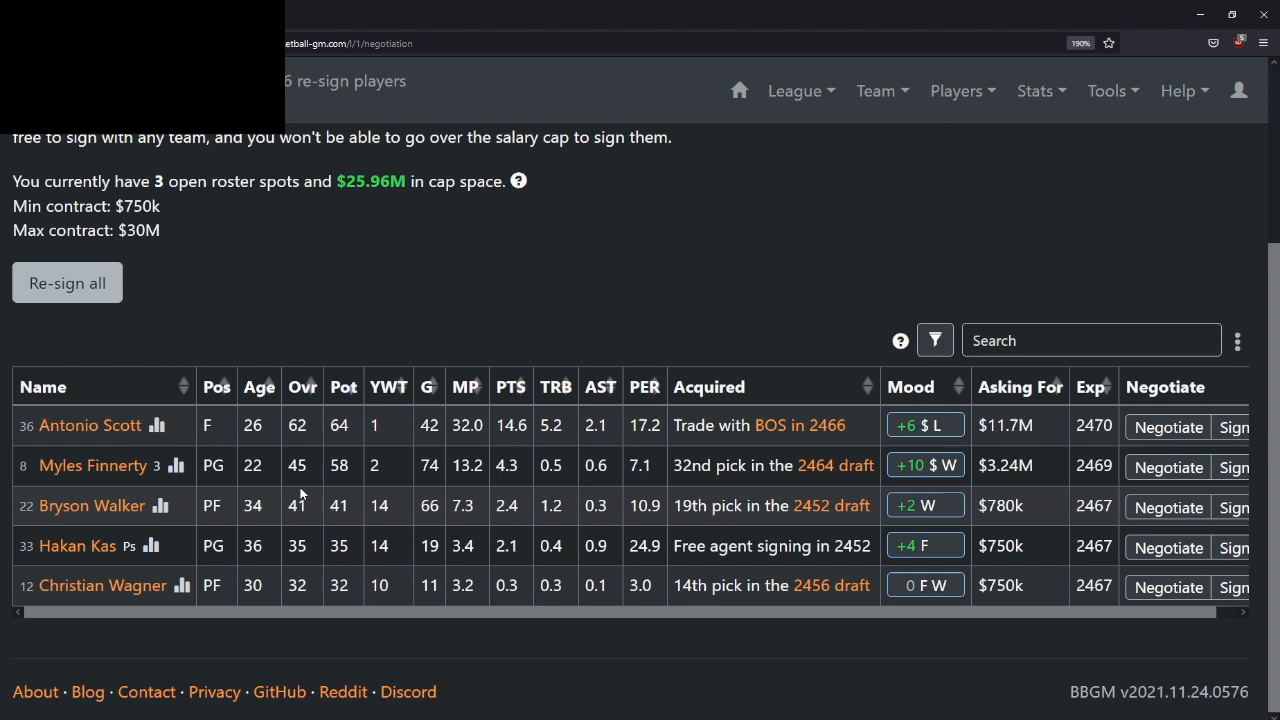 etball-gm.com/l/1/negotiation
190%
5
6 re-sign players
League
Team
Players
Stats
Tools
Help
free to sign with any team, and you won't be able to go over the salary cap to sign them.
You currently have 3 open roster spots and $25.96M in cap space. ?
Min contract: $750k
Max contract: $30M
Re-sign all
? Search
Name Pos Age Ovr Pot YWT G MP PTS TRB AST PER Acquired Mood Asking For Exp Negotiate
36 Antonio Scott F 26 62 64 1 42 32.0 14.6 5.2 2.1 17.2 Trade with BOS in 2466 +6 $ L $11.7M 2470 Negotiate Sign
8 Myles Finnerty 3 PG 22 45 58 2 74 13.2 4.3 0.5 0.6 7.1 32nd pick in the 2464 draft +10 $ W $3.24M 2469 Negotiate Sign
22 Bryson Walker PF 34 41 41 14 66 7.3 2.4 1.2 0.3 10.9 19th pick in the 2452 draft +2 W $780k 2467 Negotiate Sign
33 Hakan Kas Ps PG 36 35 35 14 19 3.4 2.1 0.4 0.9 24.9 Free agent signing in 2452 +4 F $750k 2467 Negotiate Sign
12 Christian Wagner PF 30 32 32 10 11 3.2 0.3 0.3 0.1 3.0 14th pick in the 2456 draft 0 F W $750k 2467 Negotiate Sign
About · Blog · Contact · Privacy · GitHub · Reddit · Discord
BBGM v2021.11.24.0576